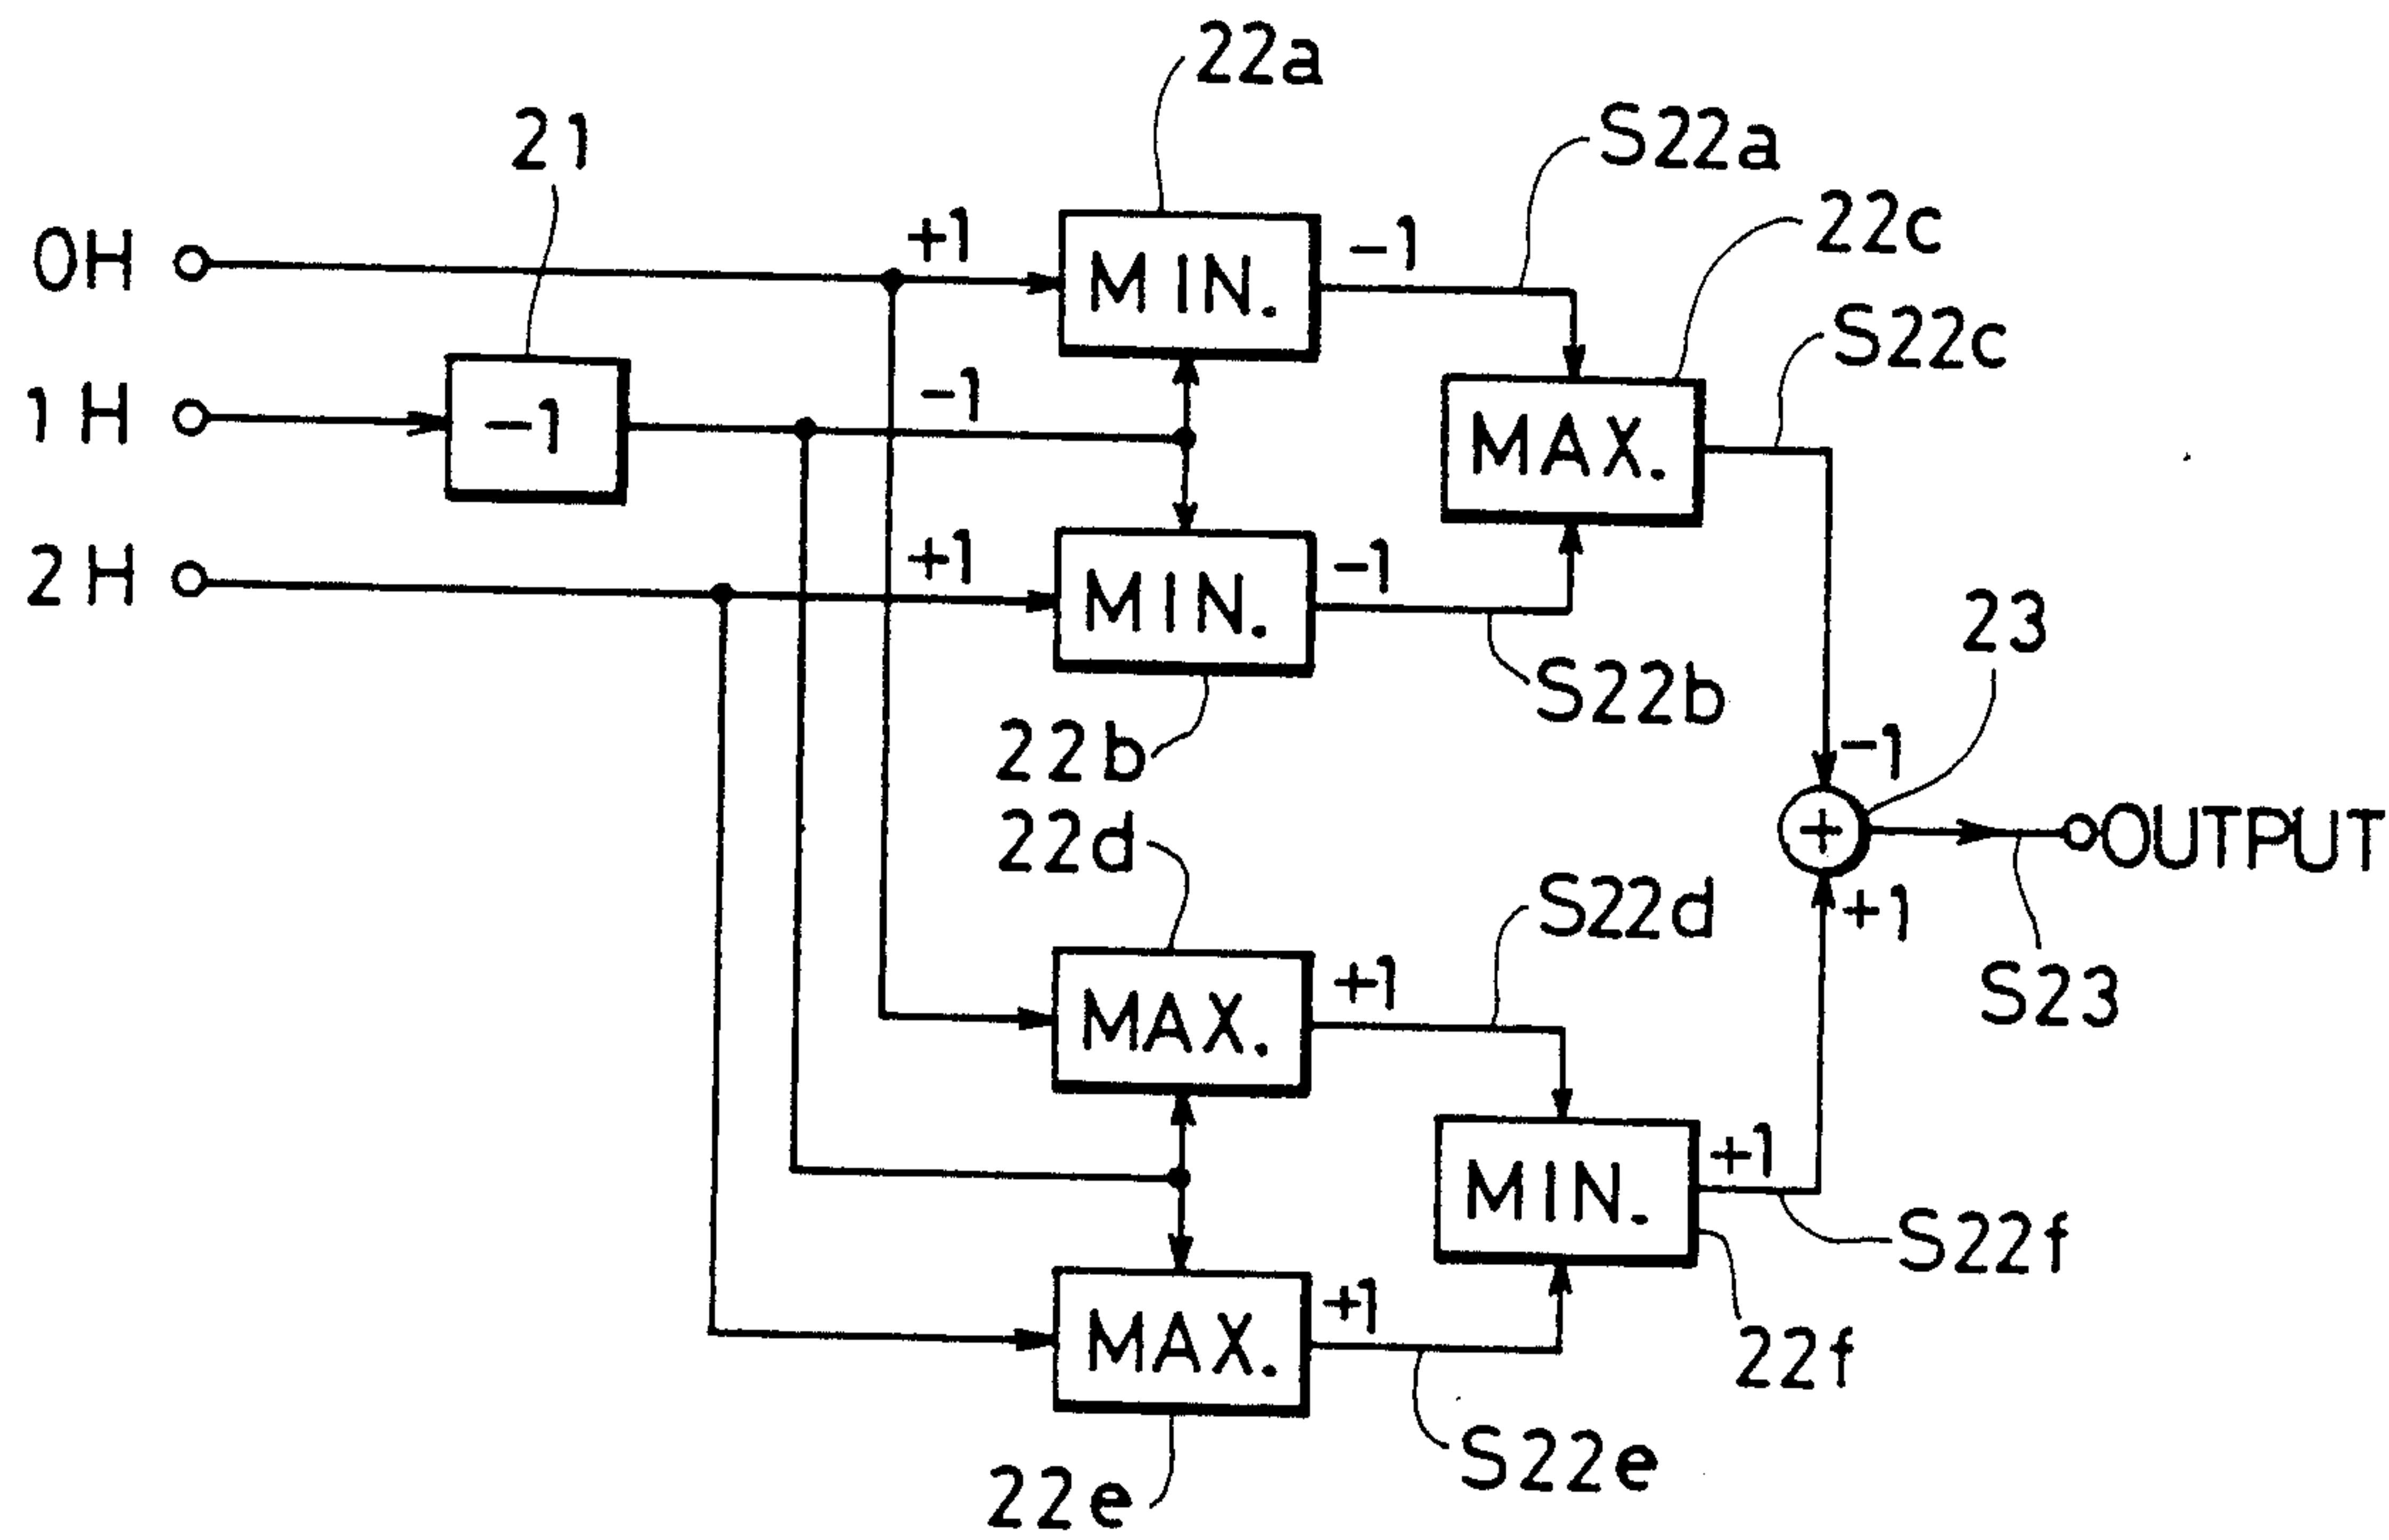 22a
21
S22a
22c
0H
+1
MIN.
-1
S22c
1H
-1
-1
MAX.
2H
+1
MIN.
-1
23
S22b
22b
-1
22d
+
OUTPUT
S22d
+1
S23
MAX.
+1
MIN.
+1
S22f
MAX.
+1
22f
S22e
22e